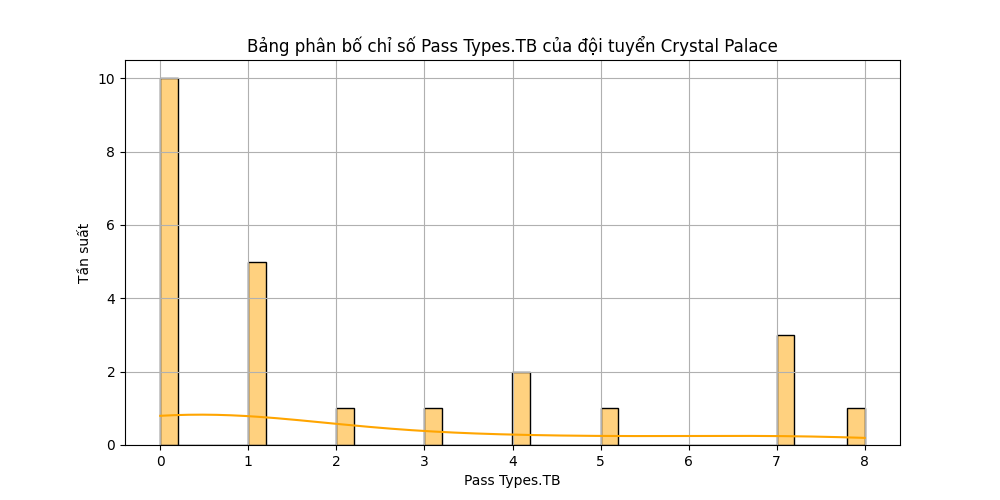 Bảng phân bố chỉ số Pass Types.TB của đội tuyển Crystal Palace
10
8
6
4
2
0
Tần suất
0 1 2 3 4 5 6 7 8
Pass Types.TB